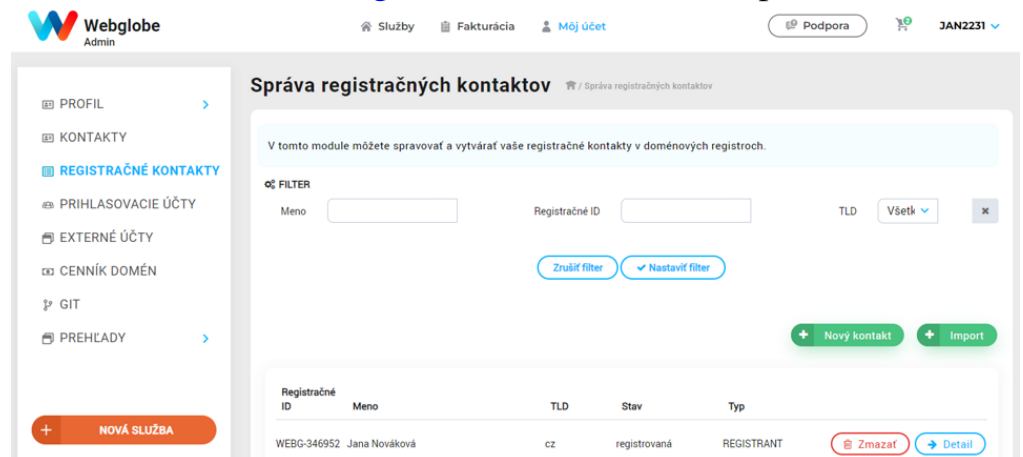 Webglobe
Admin
Služby
Fakturácia
Môj účet
Podpora
2
JAN2231
PROFIL
KONTAKTY
REGISTRAČNÉ KONTAKTY
PRIHLASOVACIE ÚČTY
EXTERNÉ ÚČTY
CENNÍK DOMÉN
GIT
PREHĽADY
NOVÁ SLUŽBA
Správa registračných kontaktov
/ Správa registračných kontaktov
V tomto module môžete spravovať a vytvárať vaše registračné kontakty v doménových registroch.
FILTER
Meno
Registračné ID
TLD
Všetk
Zrušiť filter
Nastaviť filter
Nový kontakt
Import
Registračné ID Meno TLD Stav Typ
WEBG-346952 Jana Nováková cz registrovaná REGISTRANT Zmazať Detail